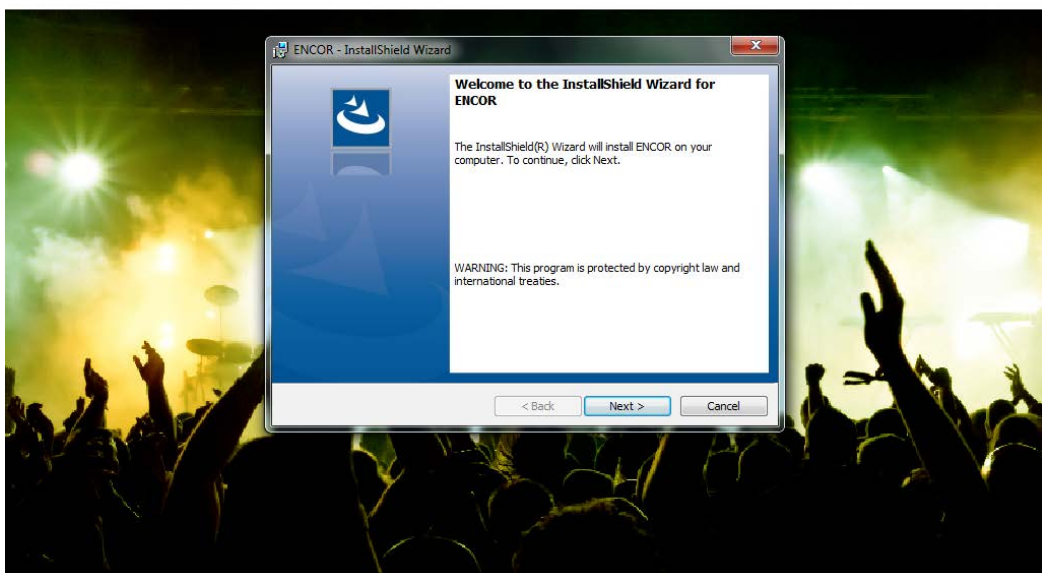 ENCOR - InstallShield Wizard
Welcome to the InstallShield Wizard for
ENCOR
The InstallShield(R) Wizard will install ENCOR on your
computer. To continue, click Next.
WARNING: This program is protected by copyright law and
international treaties.
< Back
Next >
Cancel